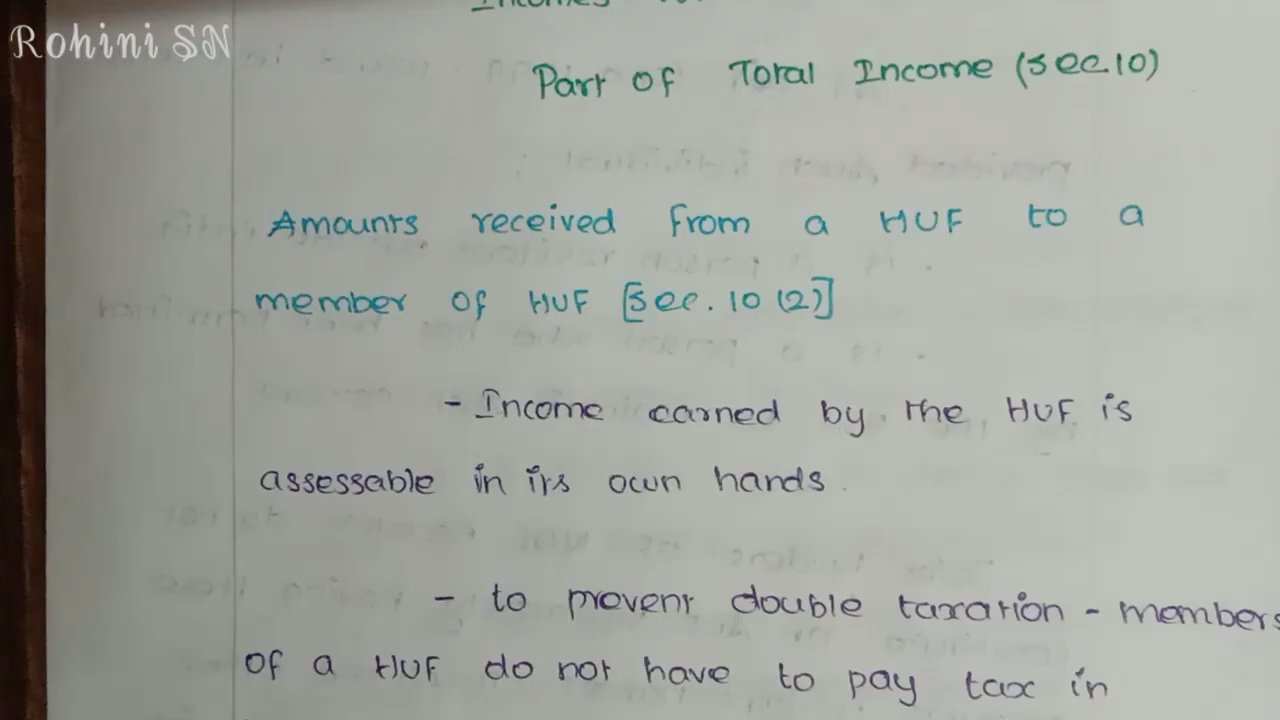 Rohini SN
Part of Total Income (Sec.10)
Amounts received from a HUF to a
member of HUF [Sec. 10 (2)]
- Income earned by the HUF is
assessable in its own hands.
- to prevent double taxation - members
of a HUF do not have to pay tax in